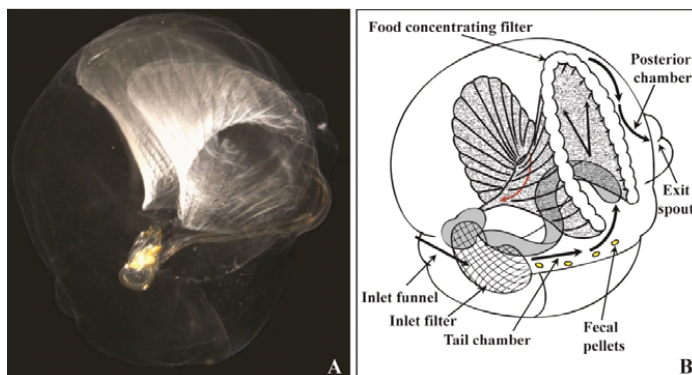 Food concentrating filter
Posterior
chamber
Exit
spout
Inlet funnel
Inlet filter
Tail chamber
Fecal
pellets
A
B